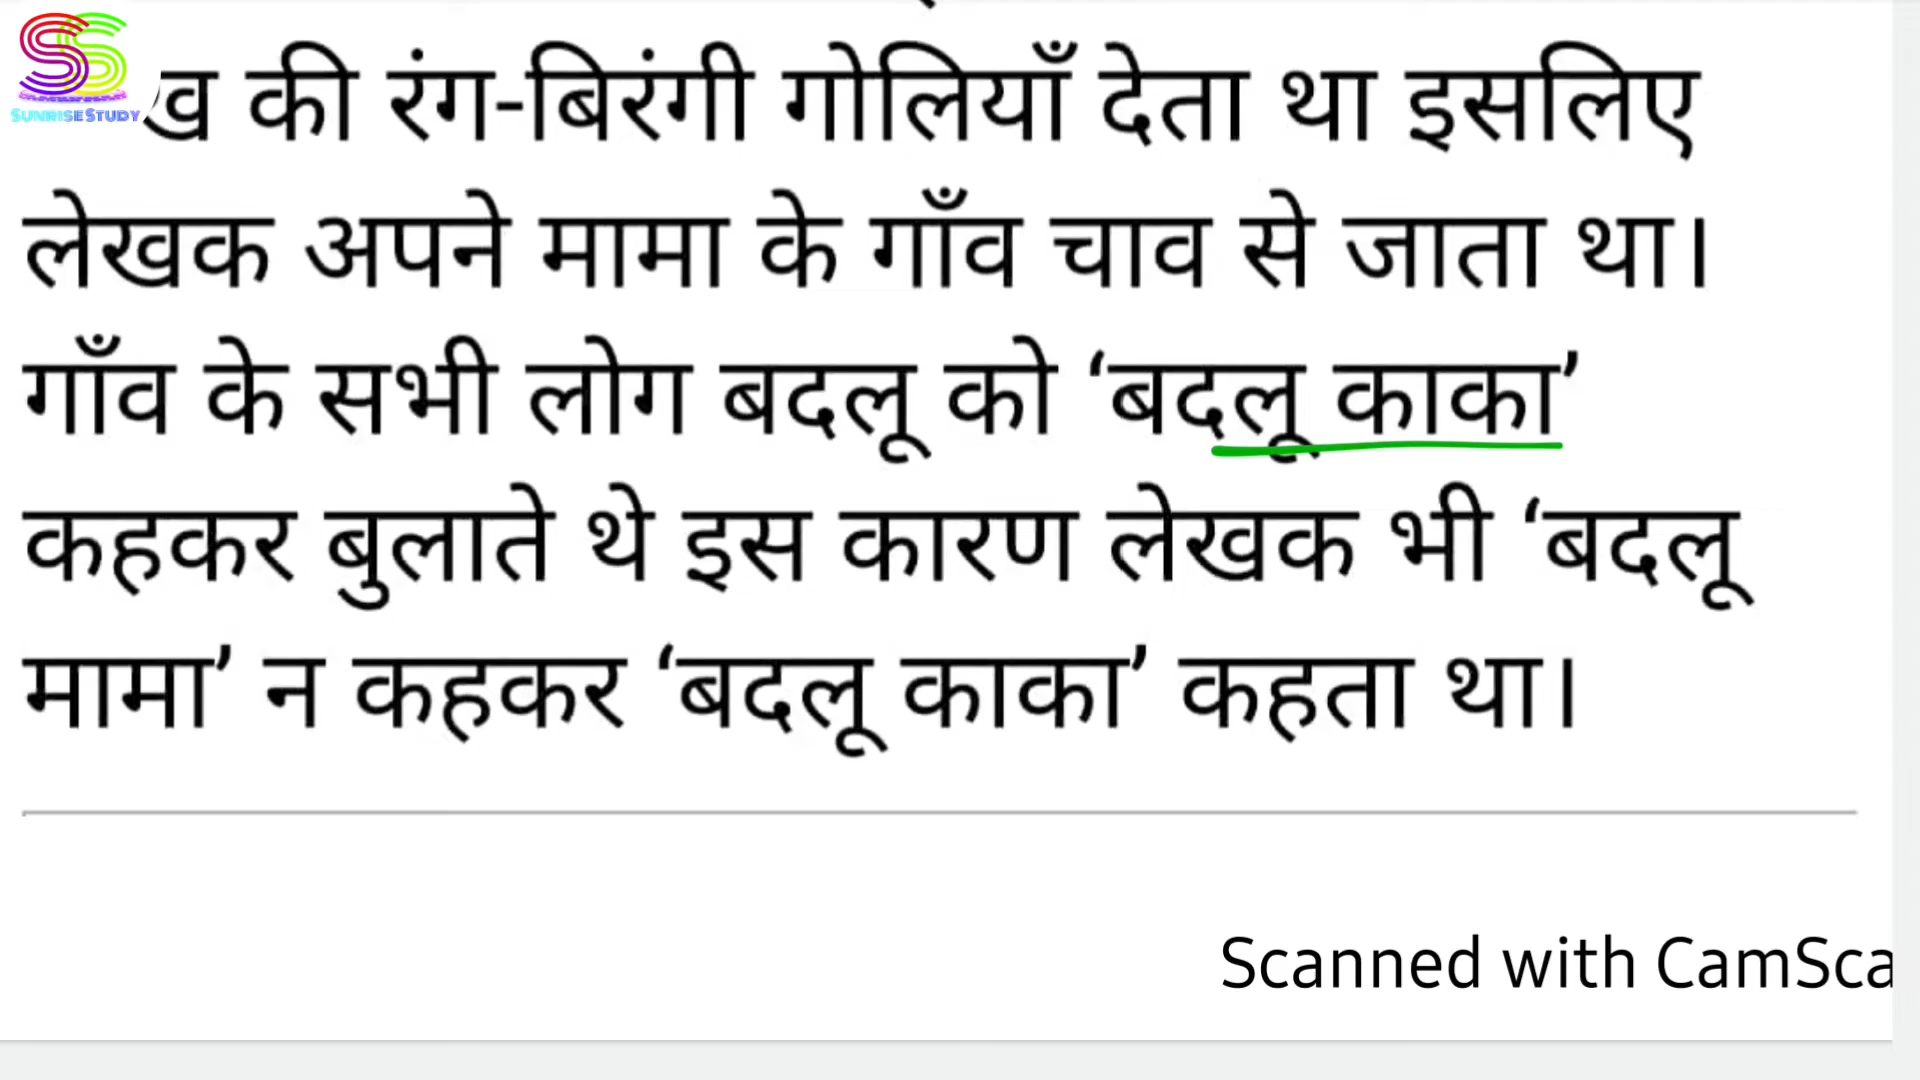 SUNRISE STUDY
की रंग-बिरंगी गोलियाँ देता था इसलिए
लेखक अपने मामा के गाँव चाव से जाता था।
गाँव के सभी लोग बदलू को ‘बदलू काका’
कहकर बुलाते थे इस कारण लेखक भी ‘बदलू
मामा’ न कहकर ‘बदलू काका’ कहता था।
Scanned with CamSca